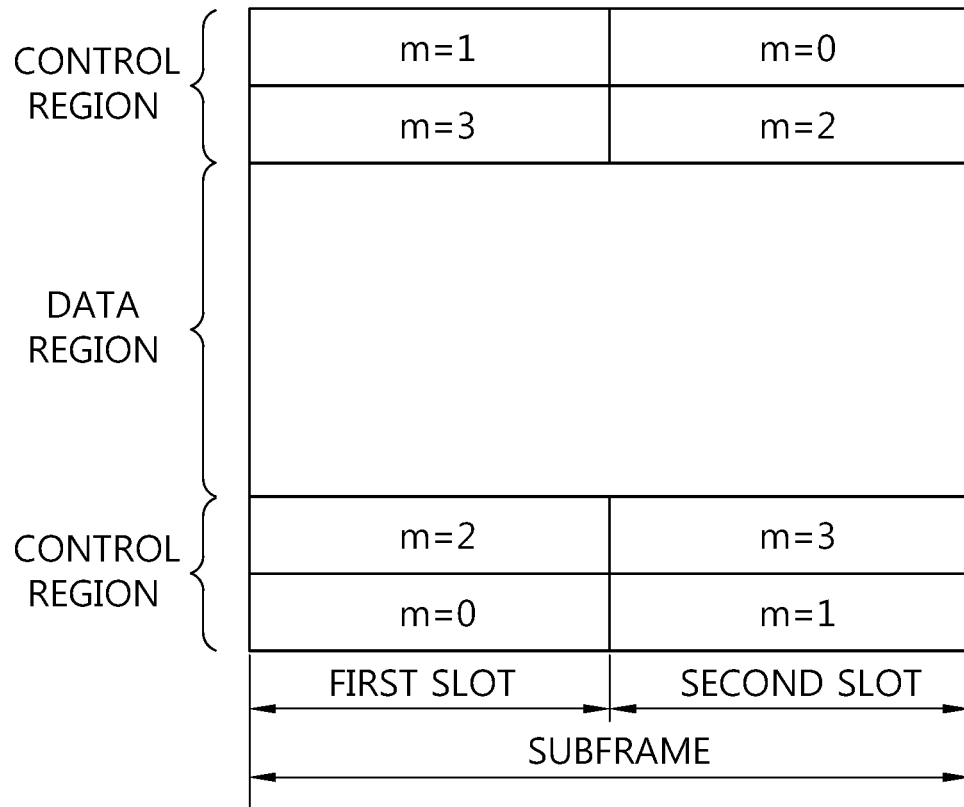 m=1 m=0
CONTROL
REGION
m=3 m=2
DATA
REGION
m=2 m=3
CONTROL
REGION
m=0 m=1
FIRST SLOT SECOND SLOT
SUBFRAME